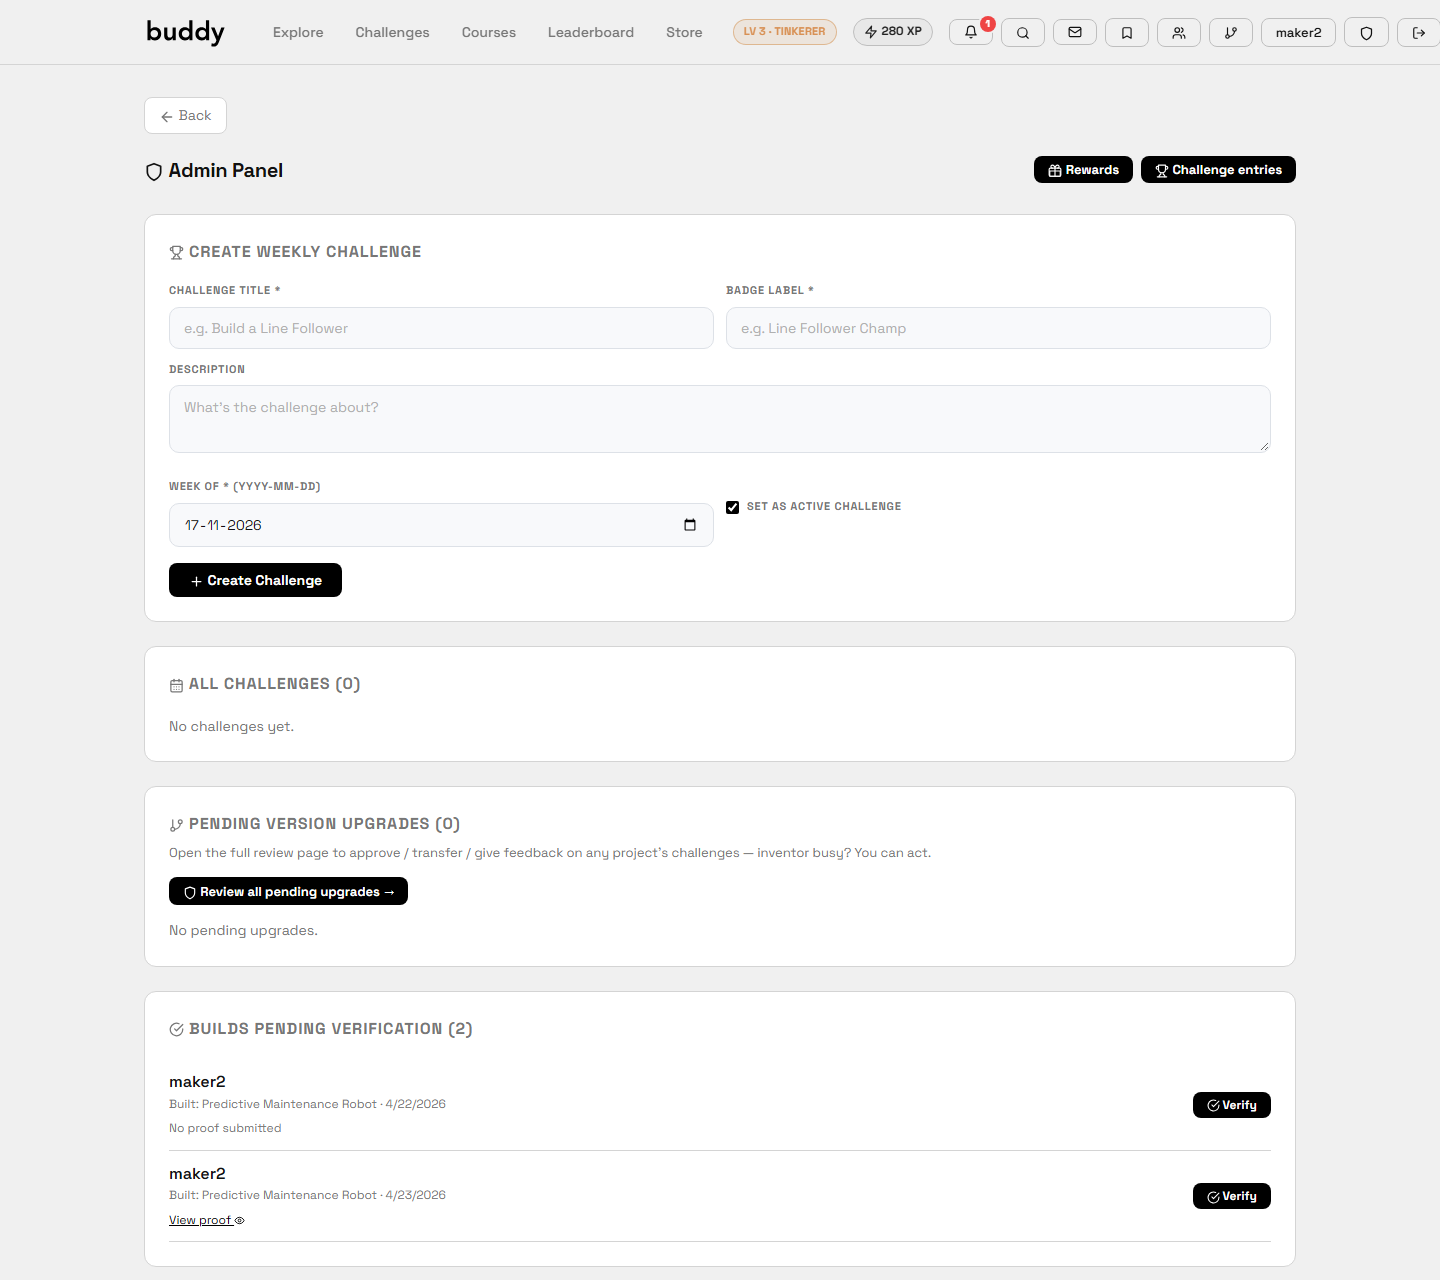 buddy
Explore
Challenges
Courses
Leaderboard
Store
LV 3 · TINKERER
280 XP
1
maker2
Back
Admin Panel
Rewards
Challenge entries
CREATE WEEKLY CHALLENGE
CHALLENGE TITLE *
BADGE LABEL *
e.g. Build a Line Follower
e.g. Line Follower Champ
DESCRIPTION
What's the challenge about?
WEEK OF * (YYYY-MM-DD)
SET AS ACTIVE CHALLENGE
17-11-2026
+ Create Challenge
ALL CHALLENGES (0)
No challenges yet.
PENDING VERSION UPGRADES (0)
Open the full review page to approve / transfer / give feedback on any project's challenges — inventor busy? You can act.
Review all pending upgrades →
No pending upgrades.
BUILDS PENDING VERIFICATION (2)
maker2
Built: Predictive Maintenance Robot · 4/22/2026
No proof submitted
Verify
maker2
Built: Predictive Maintenance Robot · 4/23/2026
View proof
Verify